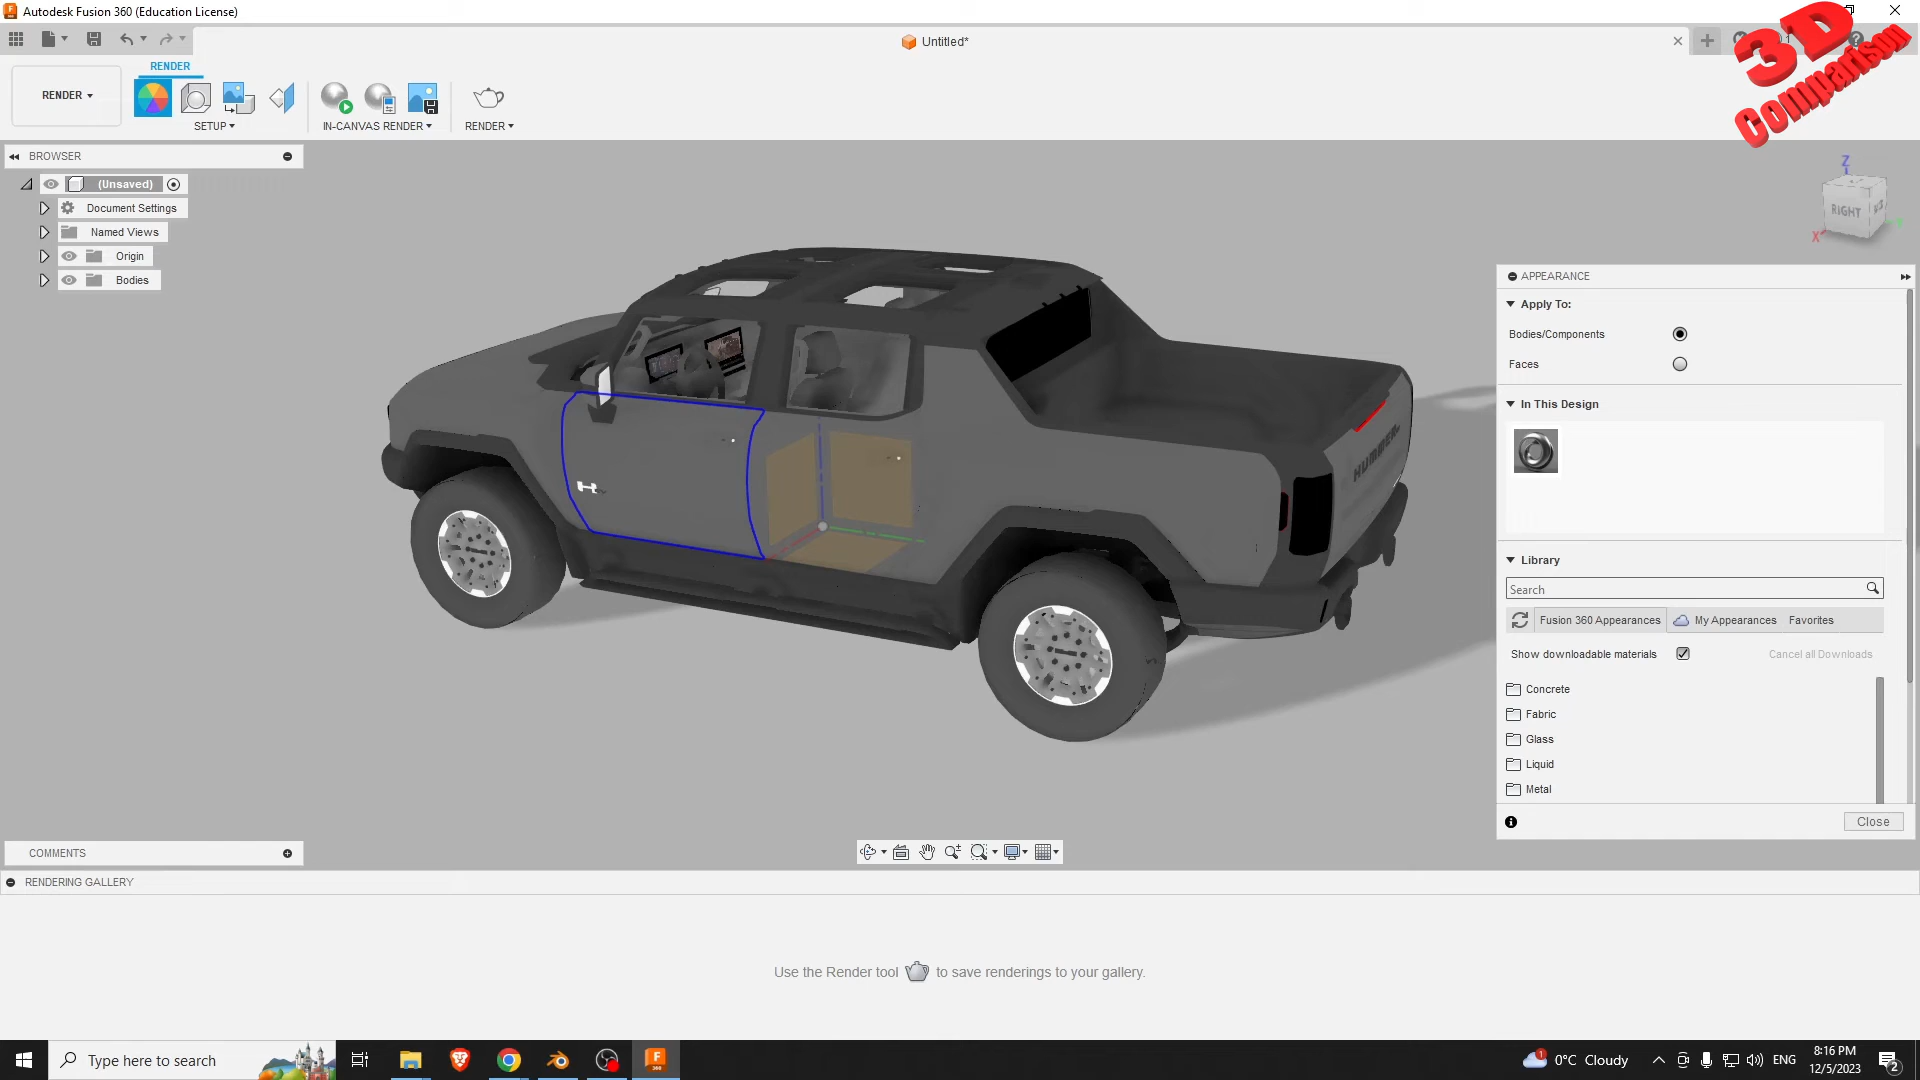 Autodesk Fusion 360 (Education License)
Untitled*
3D
Comparison
RENDER
RENDER
SETUP
IN-CANVAS RENDER
RENDER
BROWSER
(Unsaved)
Document Settings
Named Views
Origin
Bodies
Z
RIGHT
X
HUMMER
APPEARANCE
Apply To:
Bodies/Components
Faces
In This Design
Library
Search
Fusion 360 Appearances
My Appearances
Favorites
Show downloadable materials
Cancel all Downloads
Concrete
Fabric
Glass
Liquid
Metal
Close
COMMENTS
RENDERING GALLERY
Use the Render tool to save renderings to your gallery.
Type here to search
0°C Cloudy
ENG
8:16 PM
12/5/2023
2